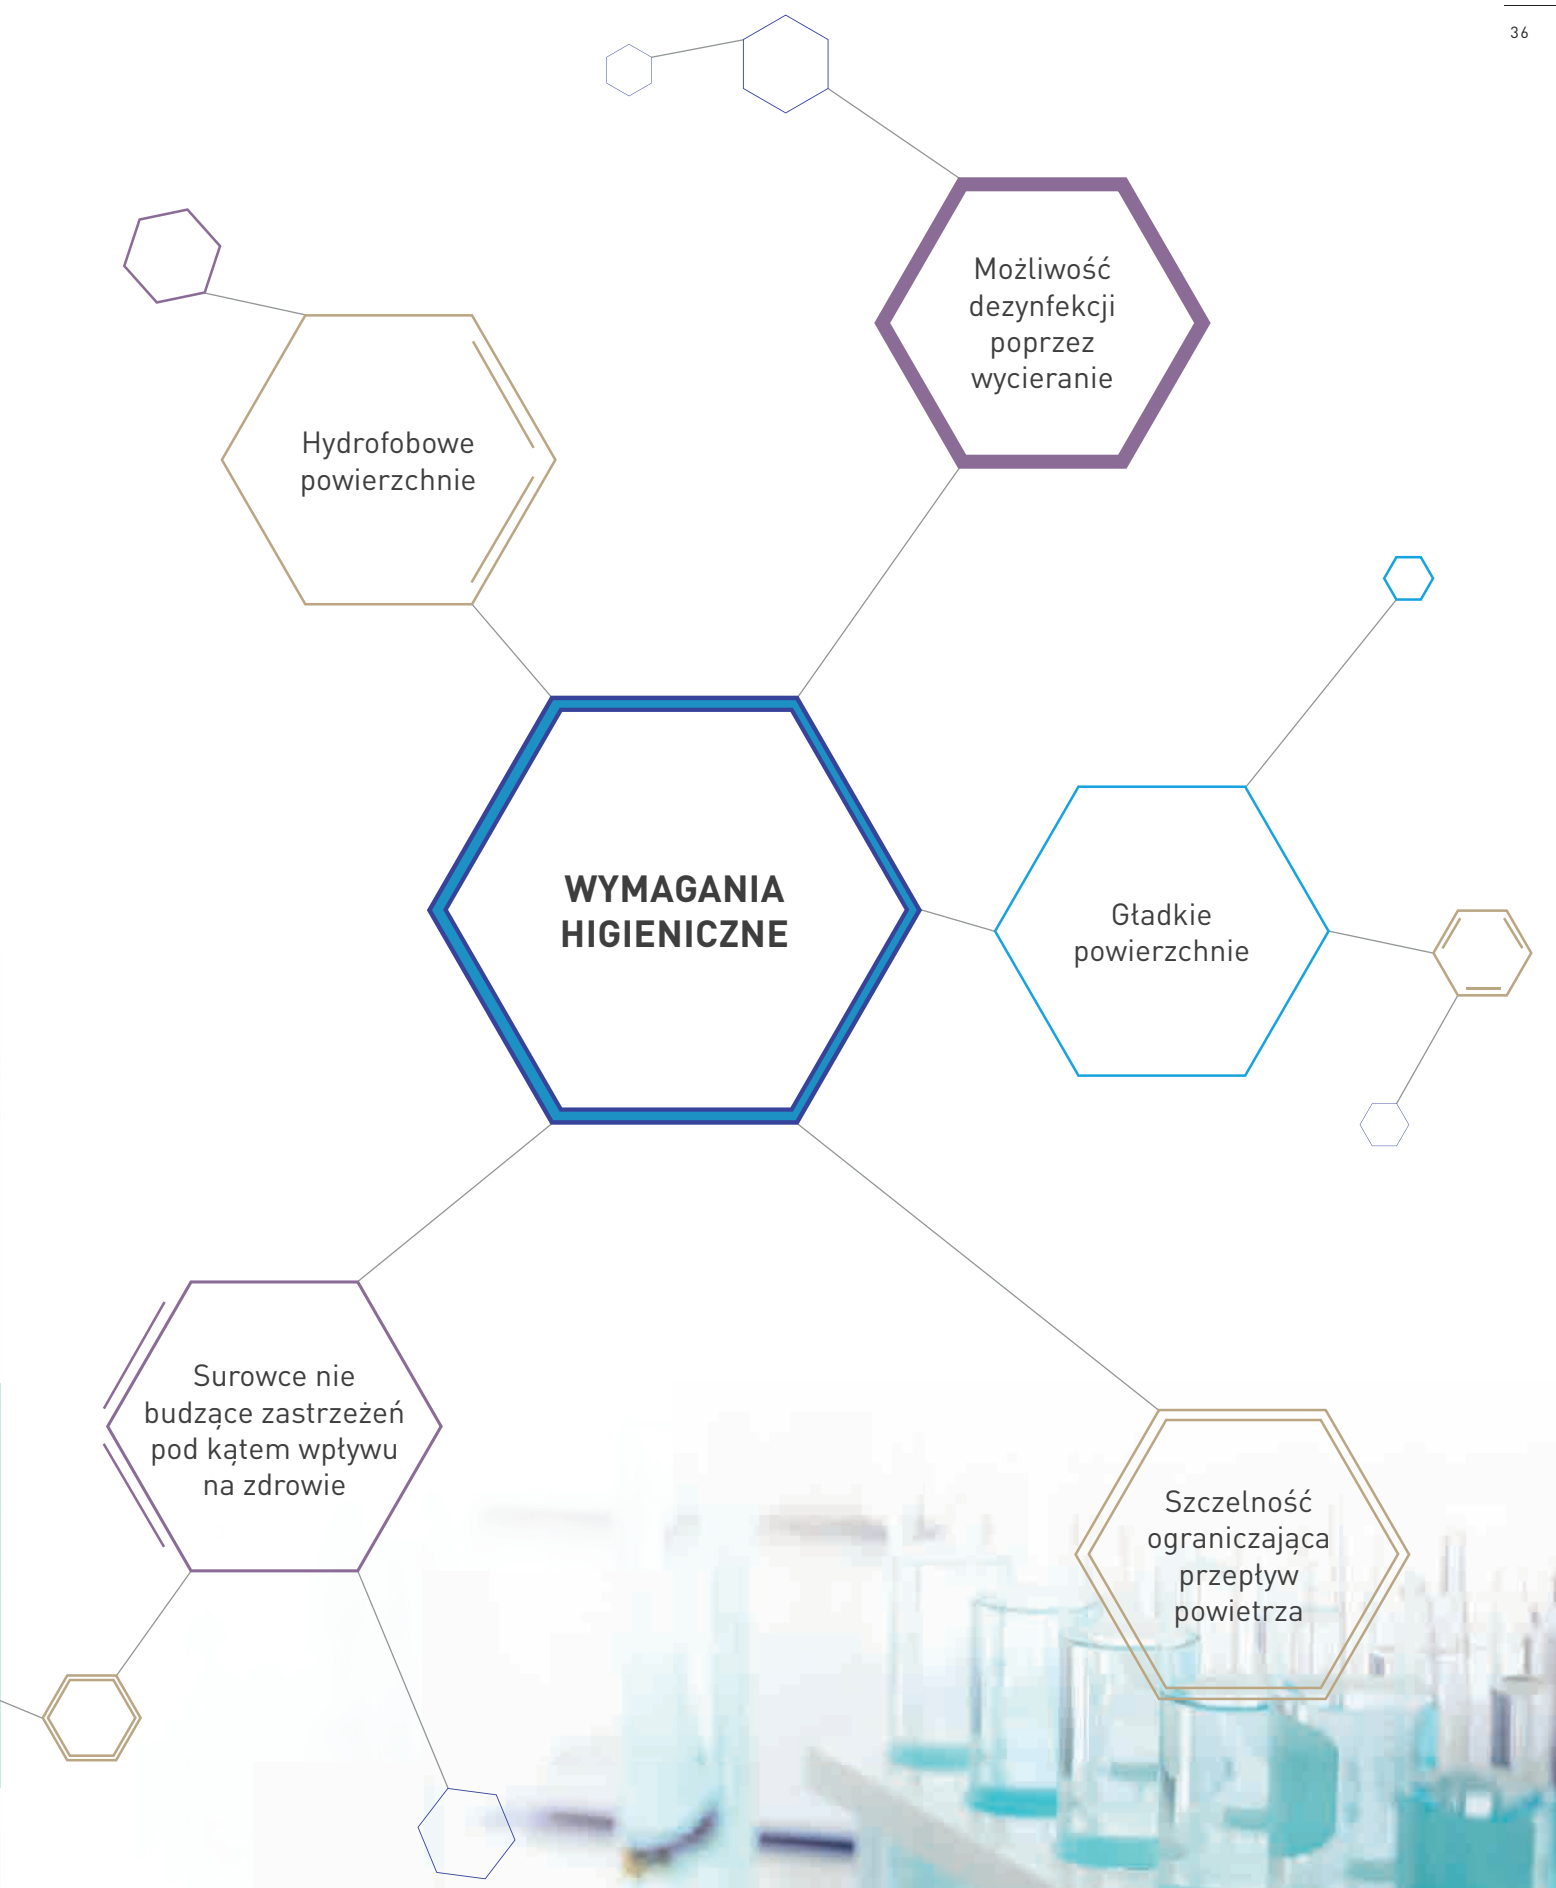 36
Możliwość
dezynfekcji
poprzez
wycieranie
Hydrofobowe
powierzchnie
WYMAGANIA
HIGIENICZNE
Gładkie
powierzchnie
Surowce nie
budzące zastrzeżeń
pod kątem wpływu
na zdrowie
Szczelność
ograniczająca
przepływ
powietrza